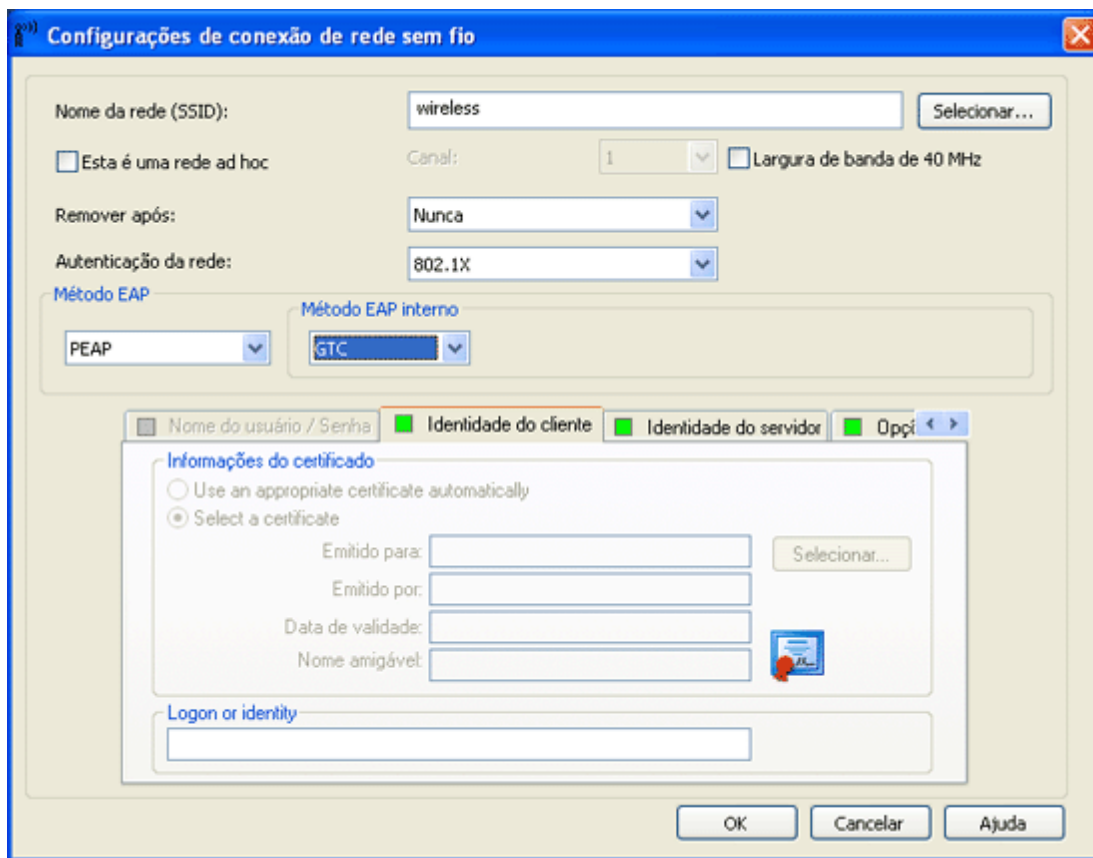 Configurações de conexão de rede sem fio
Nome da rede (SSID): wireless Selecionar...
Esta é uma rede ad hoc Canal: 1 Largura de banda de 40 MHz
Remover após: Nunca
Autenticação da rede: 802.1X
Método EAP
Método EAP interno
PEAP GTC
Nome do usuário / Senha Identidade do cliente Identidade do servidor Opçã
Informações do certificado
Use an appropriate certificate automatically
Select a certificate
Emitido para: Selecionar...
Emitido por:
Data de validade:
Nome amigável:
Logon or identity
OK Cancelar Ajuda